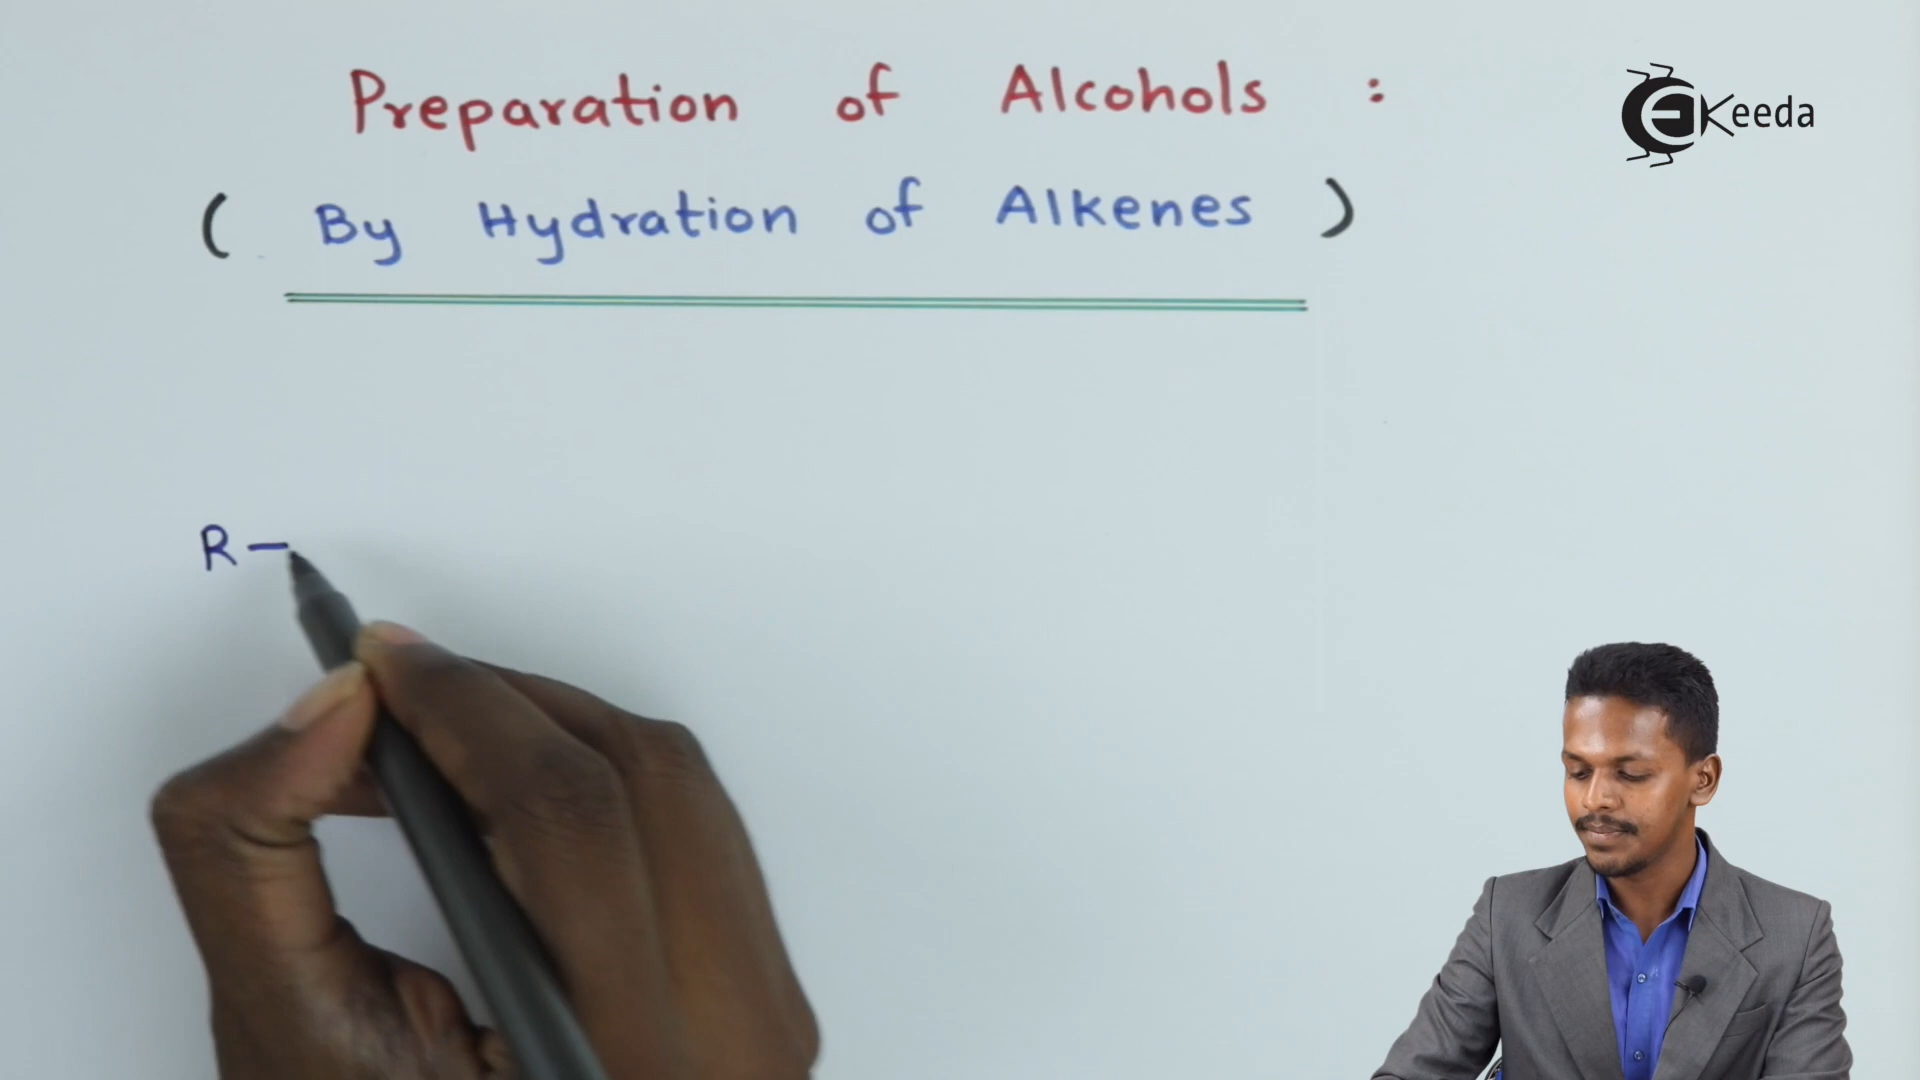 Preparation of Alcohols :
( By Hydration of Alkenes )
EKeeda
R —